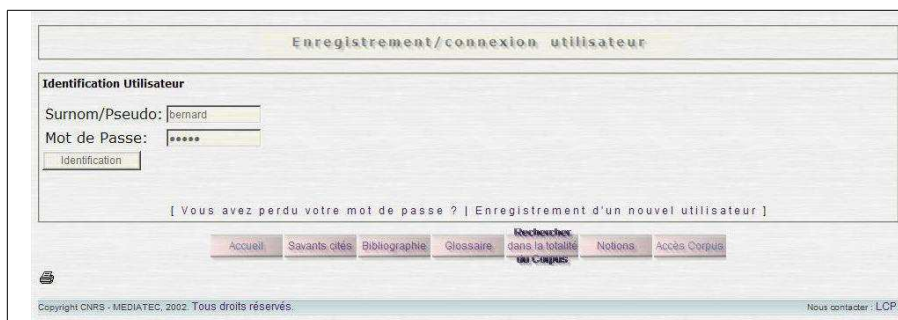 Enregistrement/connexion utilisateur
Identification Utilisateur
Surnom/Pseudo: bernard
Mot de Passe: •••••
Identification
[ Vous avez perdu votre mot de passe ? | Enregistrement d'un nouvel utilisateur ]
Accueil Savants cités Bibliographie Glossaire Rechercher dans la totalité du Corpus Notions Accès Corpus
Copyright CNRS - MEDIATEC, 2002. Tous droits réservés. Nous contacter : LCP